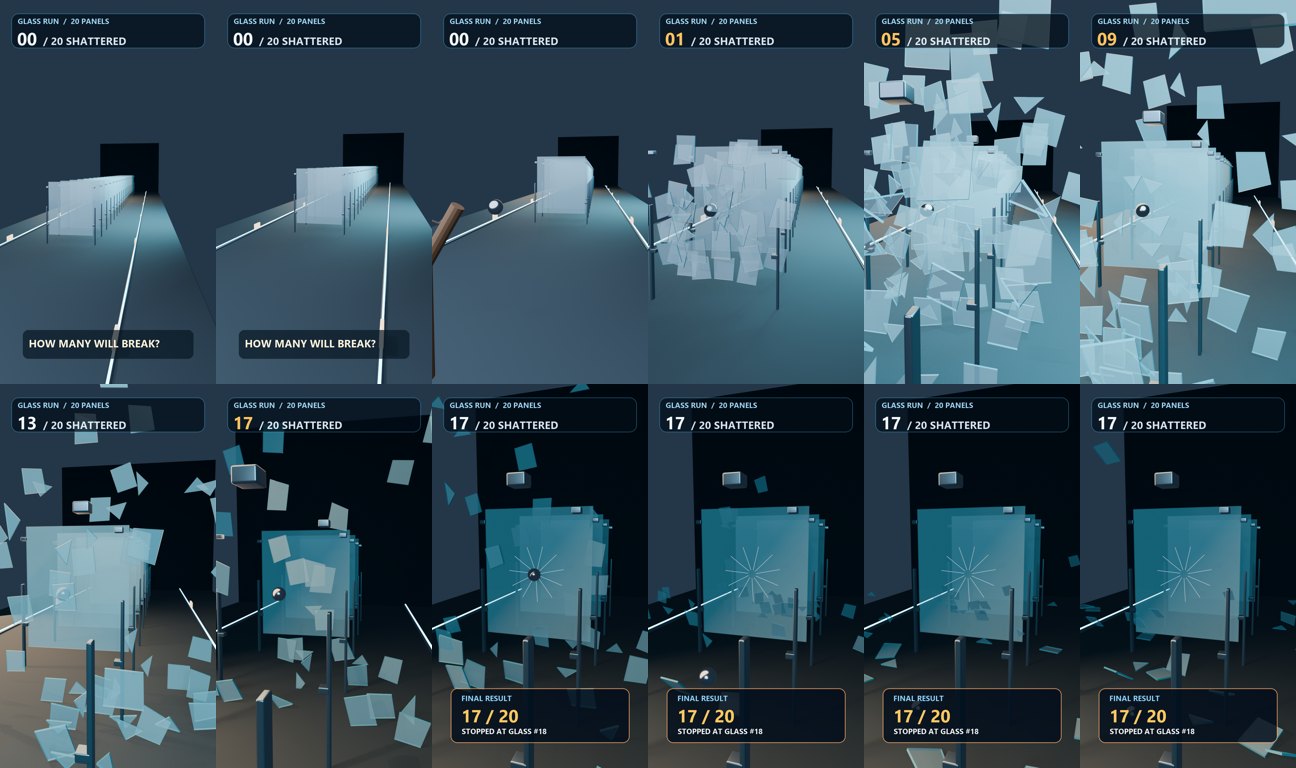 GLASS RUN / 20 PANELS
00 / 20 SHATTERED
HOW MANY WILL BREAK?
GLASS RUN / 20 PANELS
00 / 20 SHATTERED
HOW MANY WILL BREAK?
GLASS RUN / 20 PANELS
00 / 20 SHATTERED
GLASS RUN / 20 PANELS
01 / 20 SHATTERED
GLASS RUN / 20 PANELS
05 / 20 SHATTERED
GLASS RUN / 20 PANELS
09 / 20 SHATTERED
GLASS RUN / 20 PANELS
13 / 20 SHATTERED
GLASS RUN / 20 PANELS
17 / 20 SHATTERED
GLASS RUN / 20 PANELS
17 / 20 SHATTERED
FINAL RESULT
17 / 20
STOPPED AT GLASS #18
GLASS RUN / 20 PANELS
17 / 20 SHATTERED
FINAL RESULT
17 / 20
STOPPED AT GLASS #18
GLASS RUN / 20 PANELS
17 / 20 SHATTERED
FINAL RESULT
17 / 20
STOPPED AT GLASS #18
GLASS RUN / 20 PANELS
17 / 20 SHATTERED
FINAL RESULT
17 / 20
STOPPED AT GLASS #18